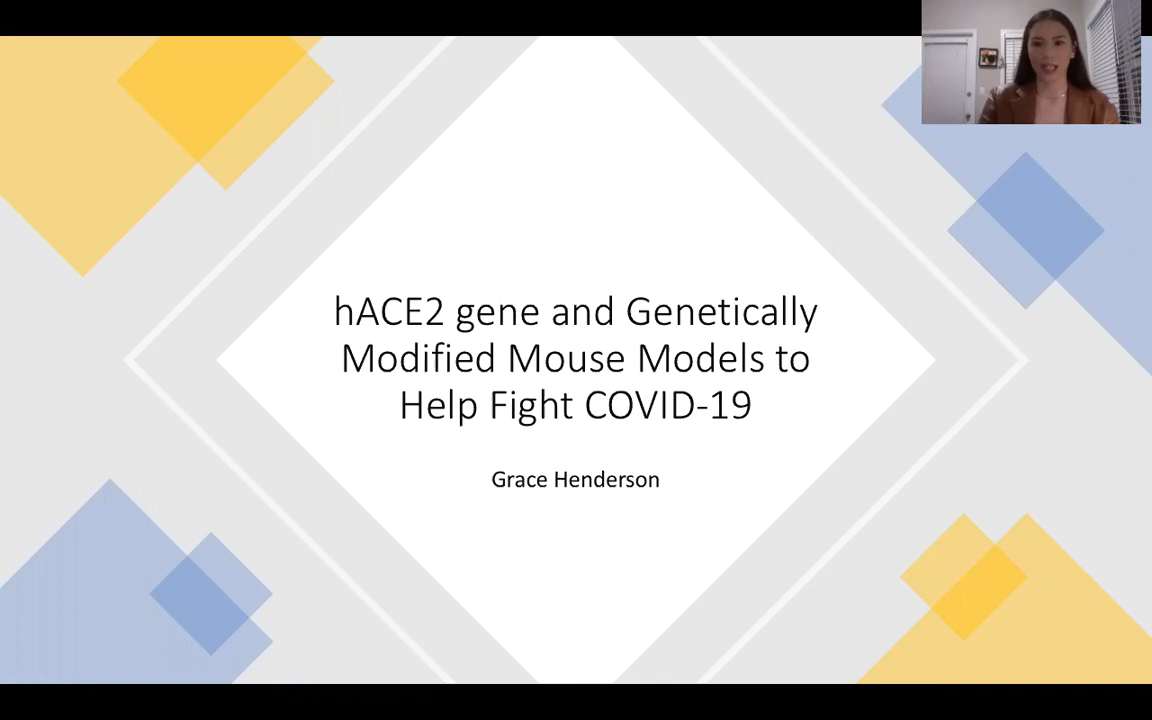 hACE2 gene and Genetically
Modified Mouse Models to
Help Fight COVID-19
Grace Henderson